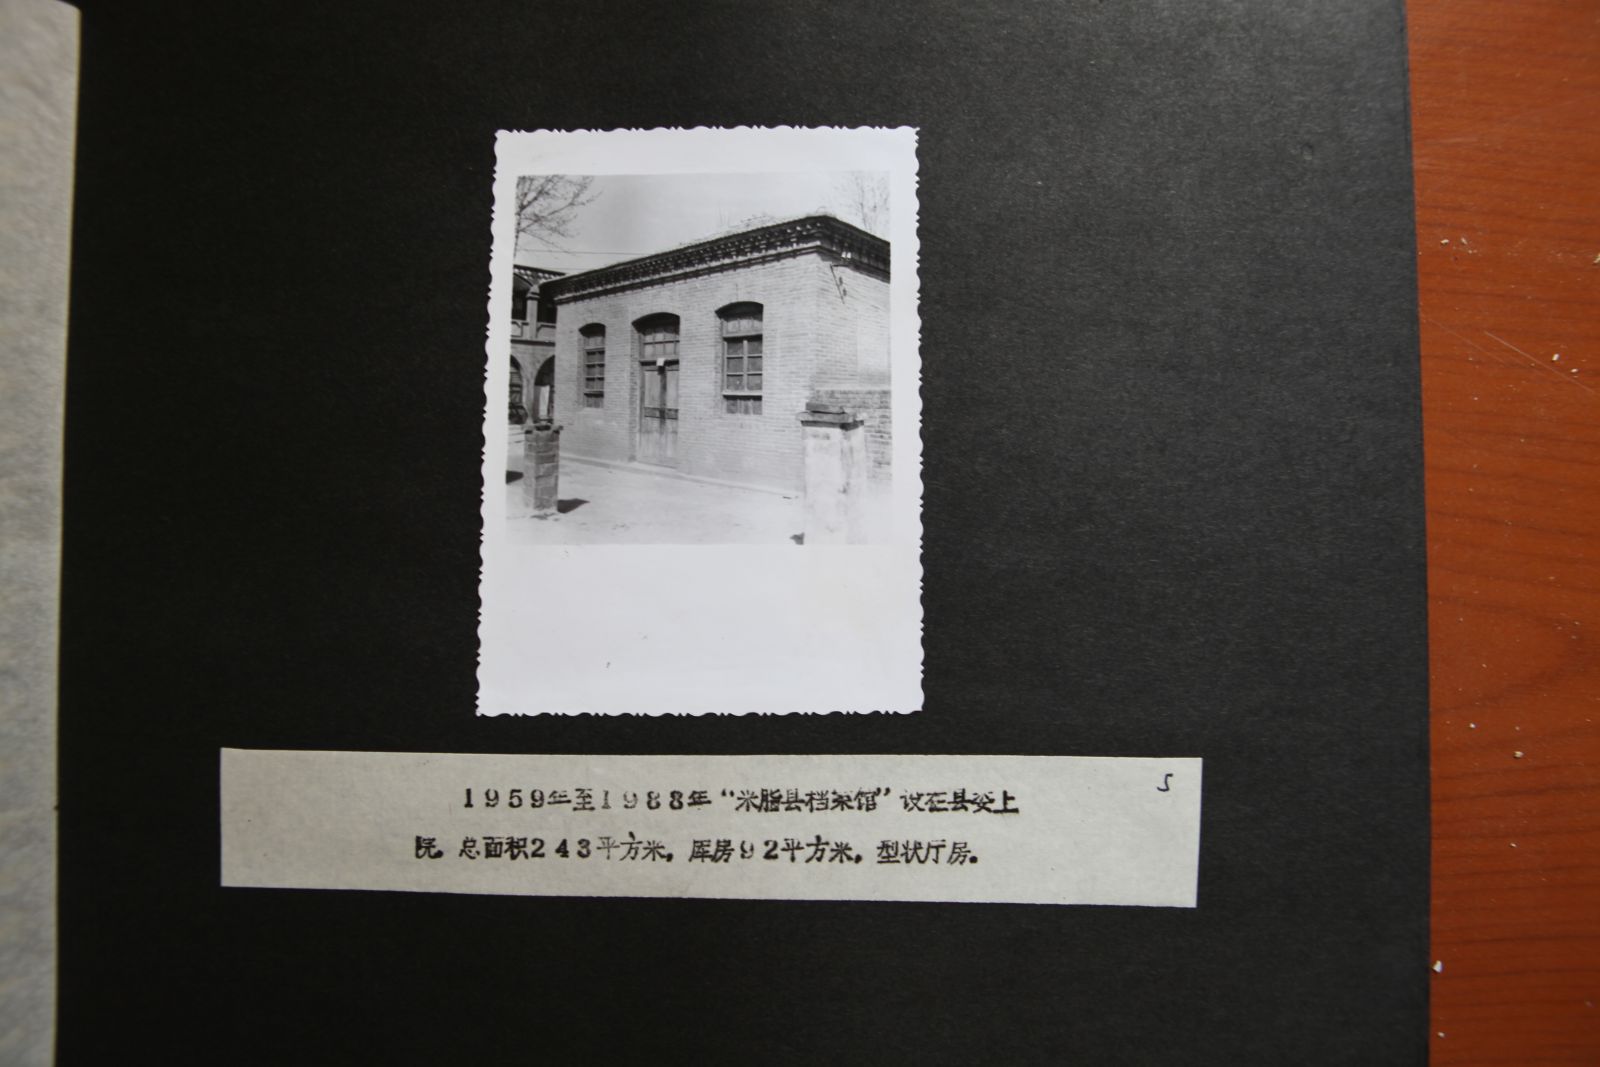 5
1959年至1988年“米脂县档案馆”设在县委上
院。总面积243平方米，库房92平方米，型状厅房。